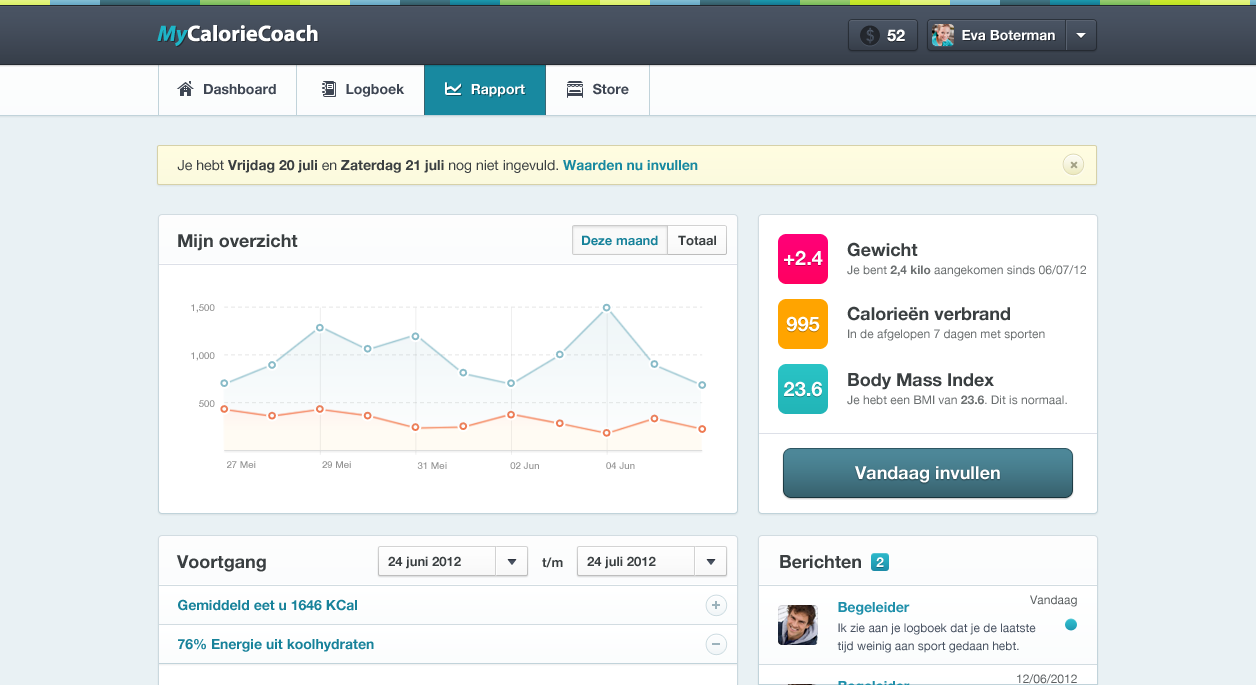 MyCalorieCoach
52
Eva Boterman
Dashboard
Logboek
Rapport
Store
Je hebt Vrijdag 20 juli en Zaterdag 21 juli nog niet ingevuld. Waarden nu invullen
Mijn overzicht
Deze maand
Totaal
1,500
1,000
500
27 Mei
29 Mei
31 Mei
02 Jun
04 Jun
+2.4
Gewicht
Je bent 2,4 kilo aangekomen sinds 06/07/12
995
Calorieën verbrand
In de afgelopen 7 dagen met sporten
23.6
Body Mass Index
Je hebt een BMI van 23.6. Dit is normaal.
Vandaag invullen
Voortgang
24 juni 2012
t/m
24 juli 2012
Gemiddeld eet u 1646 KCal
76% Energie uit koolhydraten
Berichten 2
Vandaag
Begeleider
Ik zie aan je logboek dat je de laatste
tijd weinig aan sport gedaan hebt.
12/06/2012
Begeleider